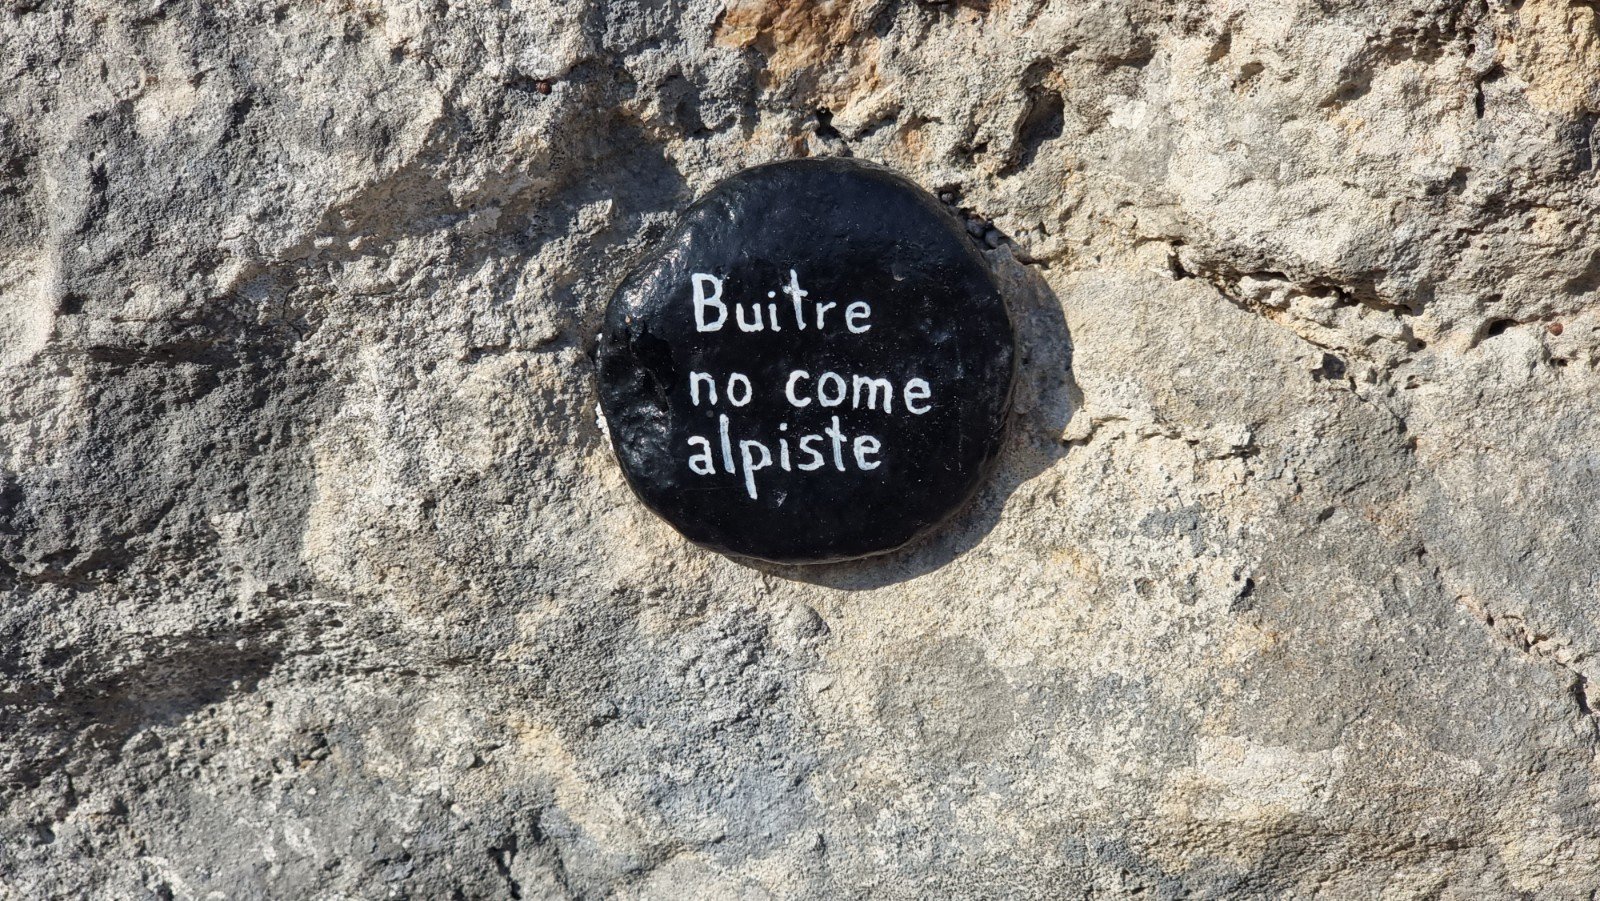 Buitre
no come
alpiste